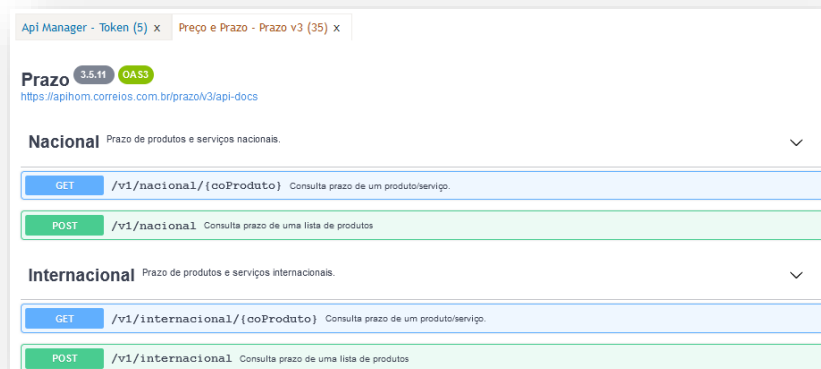 Api Manager - Token (5) x Preço e Prazo - Prazo v3 (35) x
Prazo 3.5.11 OAS3
https://apihom.correios.com.br/prazo/v3/api-docs
Nacional Prazo de produtos e serviços nacionais.
GET /v1/nacional/{coProduto} Consulta prazo de um produto/serviço.
POST /v1/nacional Consulta prazo de uma lista de produtos
Internacional Prazo de produtos e serviços internacionais.
GET /v1/internacional/{coProduto} Consulta prazo de um produto/serviço.
POST /v1/internacional Consulta prazo de uma lista de produtos